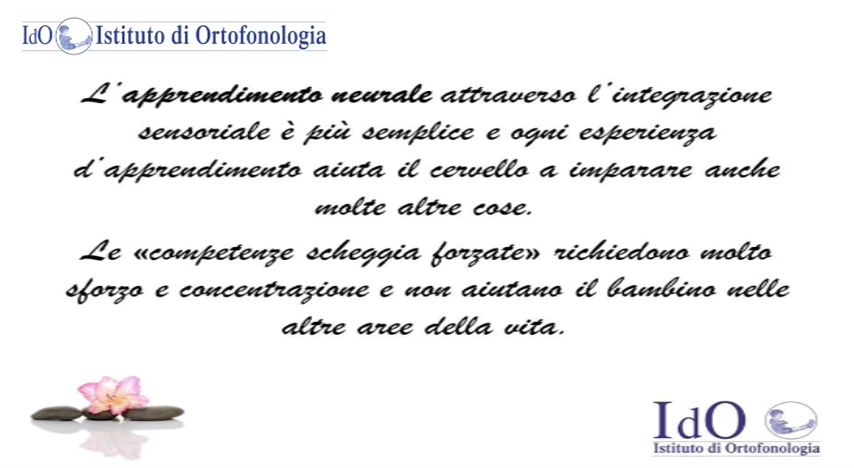 IdO Istituto di Ortofonologia
L'apprendimento neurale attraverso l'integrazione
sensoriale è più semplice e ogni esperienza
d'apprendimento aiuta il cervello a imparare anche
molte altre cose.
Le «competenze scheggia forzate» richiedono molto
sforzo e concentrazione e non aiutano il bambino nelle
altre aree della vita.
IdO
Istituto di Ortofonologia